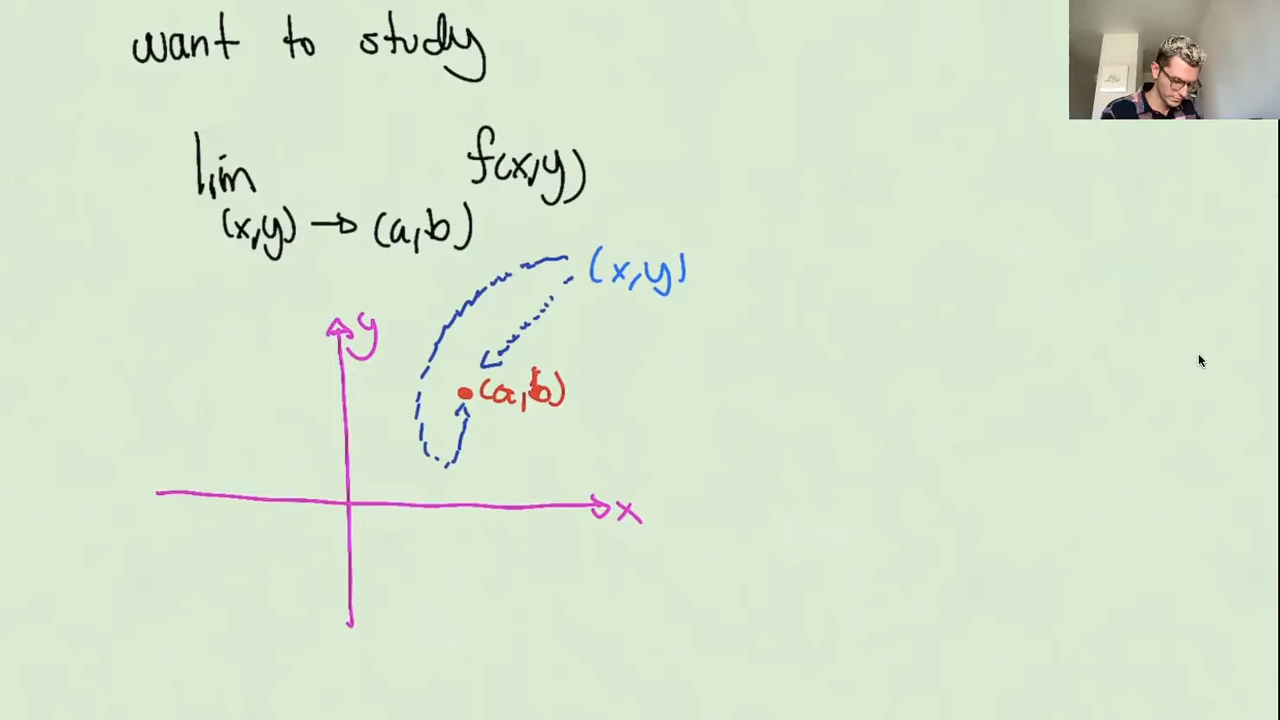 want to study
lim f(x,y)
(x,y) → (a,b)
(x,y)
y
(a,b)
x